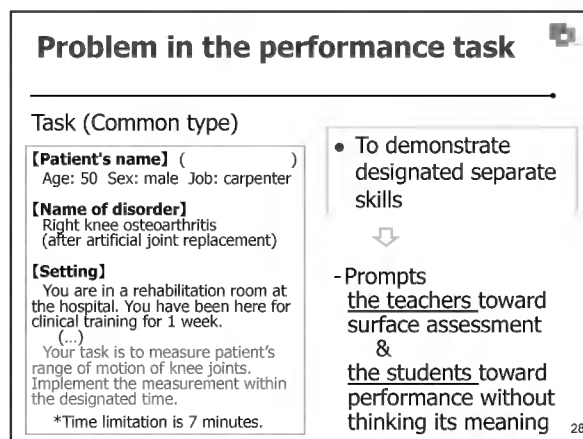 Problem in the performance task
Task (Common type)
【Patient's name】 (                    )
Age: 50  Sex: male  Job: carpenter
【Name of disorder】
Right knee osteoarthritis
(after artificial joint replacement)
【Setting】
You are in a rehabilitation room at
the hospital. You have been here for
clinical training for 1 week.
(...)
Your task is to measure patient's
range of motion of knee joints.
Implement the measurement within
the designated time.
*Time limitation is 7 minutes.
• To demonstrate
designated separate
skills
-Prompts
the teachers toward
surface assessment
&
the students toward
performance without
thinking its meaning
28